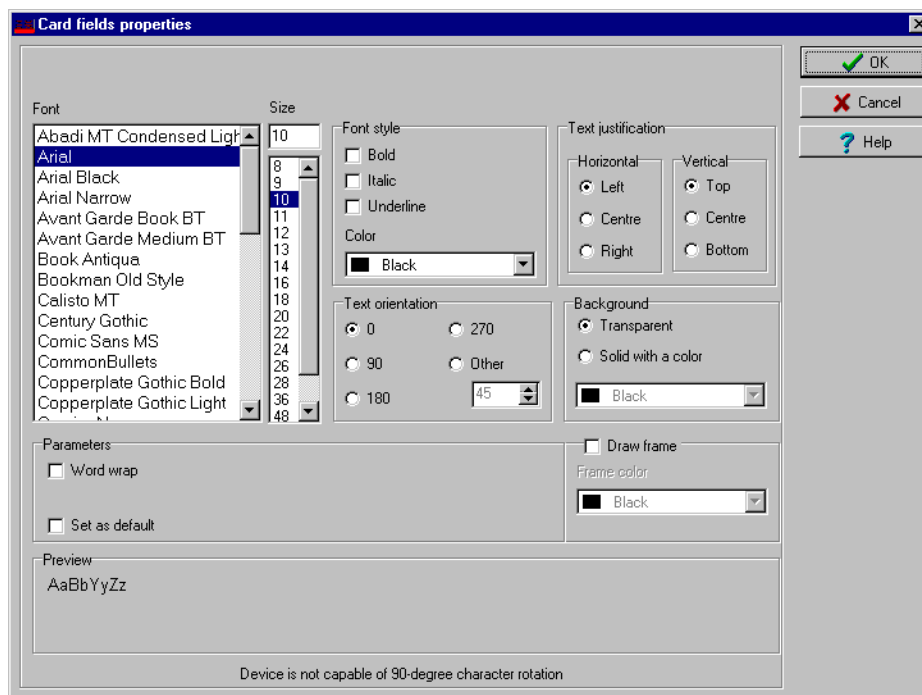 Card fields properties
OK
Cancel
Help
Font
Abadi MT Condensed Ligh
Arial
Arial Black
Arial Narrow
Avant Garde Book BT
Avant Garde Medium BT
Book Antiqua
Bookman Old Style
Calisto MT
Century Gothic
Comic Sans MS
CommonBullets
Copperplate Gothic Bold
Copperplate Gothic Light
Size
10
8
9
10
11
12
13
14
16
18
20
22
24
26
28
36
48
Font style
Bold
Italic
Underline
Color
Black
Text justification
Horizontal
Left
Centre
Right
Vertical
Top
Centre
Bottom
Text orientation
0
90
180
270
Other
45
Background
Transparent
Solid with a color
Black
Parameters
Word wrap
Set as default
Draw frame
Frame color
Black
Preview
AaBbYyZz
Device is not capable of 90-degree character rotation